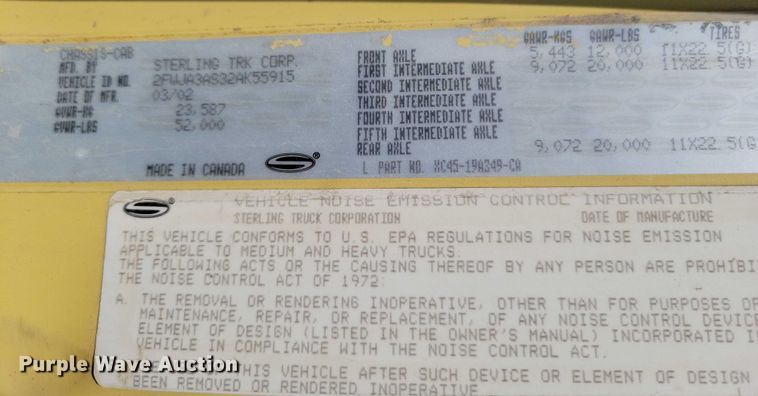 CHASSIS-CAB
MFD. BY STERLING TRK CORP.
VEHICLE ID NO. 2FWJA3AS32AK55915
DATE OF MFR. 03/02
GVWR-KG 23,587
GVWR-LBS 52,000
MADE IN CANADA
GAWR-KGS GAWR-LBS TIRES
FRONT AXLE 5,443 12,000 11X22.5(G)
FIRST INTERMEDIATE AXLE 9,072 20,000 11X22.5(G)
SECOND INTERMEDIATE AXLE
THIRD INTERMEDIATE AXLE
FOURTH INTERMEDIATE AXLE
FIFTH INTERMEDIATE AXLE
REAR AXLE 9,072 20,000 11X22.5(G
L PART NO. XC45-19A349-CA
VEHICLE NOISE EMISSION CONTROL INFORMATION
STERLING TRUCK CORPORATION DATE OF MANUFACTURE
THIS VEHICLE CONFORMS TO U.S. EPA REGULATIONS FOR NOISE EMISSION
APPLICABLE TO MEDIUM AND HEAVY TRUCKS.
THE FOLLOWING ACTS OR THE CAUSING THEREOF BY ANY PERSON ARE PROHIBI
THE NOISE CONTROL ACT OF 1972:
A. THE REMOVAL OR RENDERING INOPERATIVE, OTHER THAN FOR PURPOSES OF
MAINTENANCE, REPAIR, OR REPLACEMENT, OF ANY NOISE CONTROL DEVICE
ELEMENT OF DESIGN (LISTED IN THE OWNER'S MANUAL) INCORPORATED I
VEHICLE IN COMPLIANCE WITH THE NOISE CONTROL ACT.
THIS VEHICLE AFTER SUCH DEVICE OR ELEMENT OF DESIGN
BEEN REMOVED OR RENDERED INOPERATIVE
Purple Wave Auction